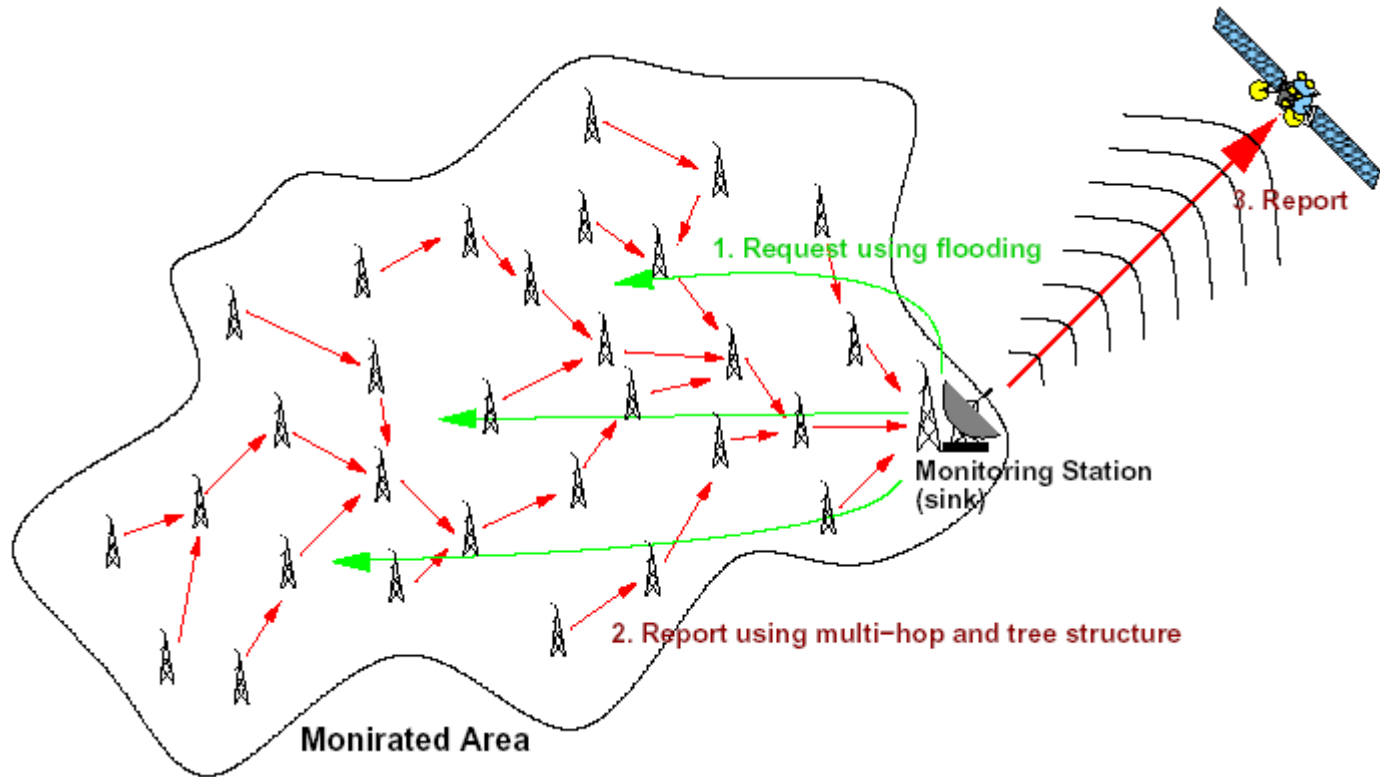 3. Report
1. Request using flooding
Monitoring Station
(sink)
2. Report using multi-hop and tree structure
Monirated Area